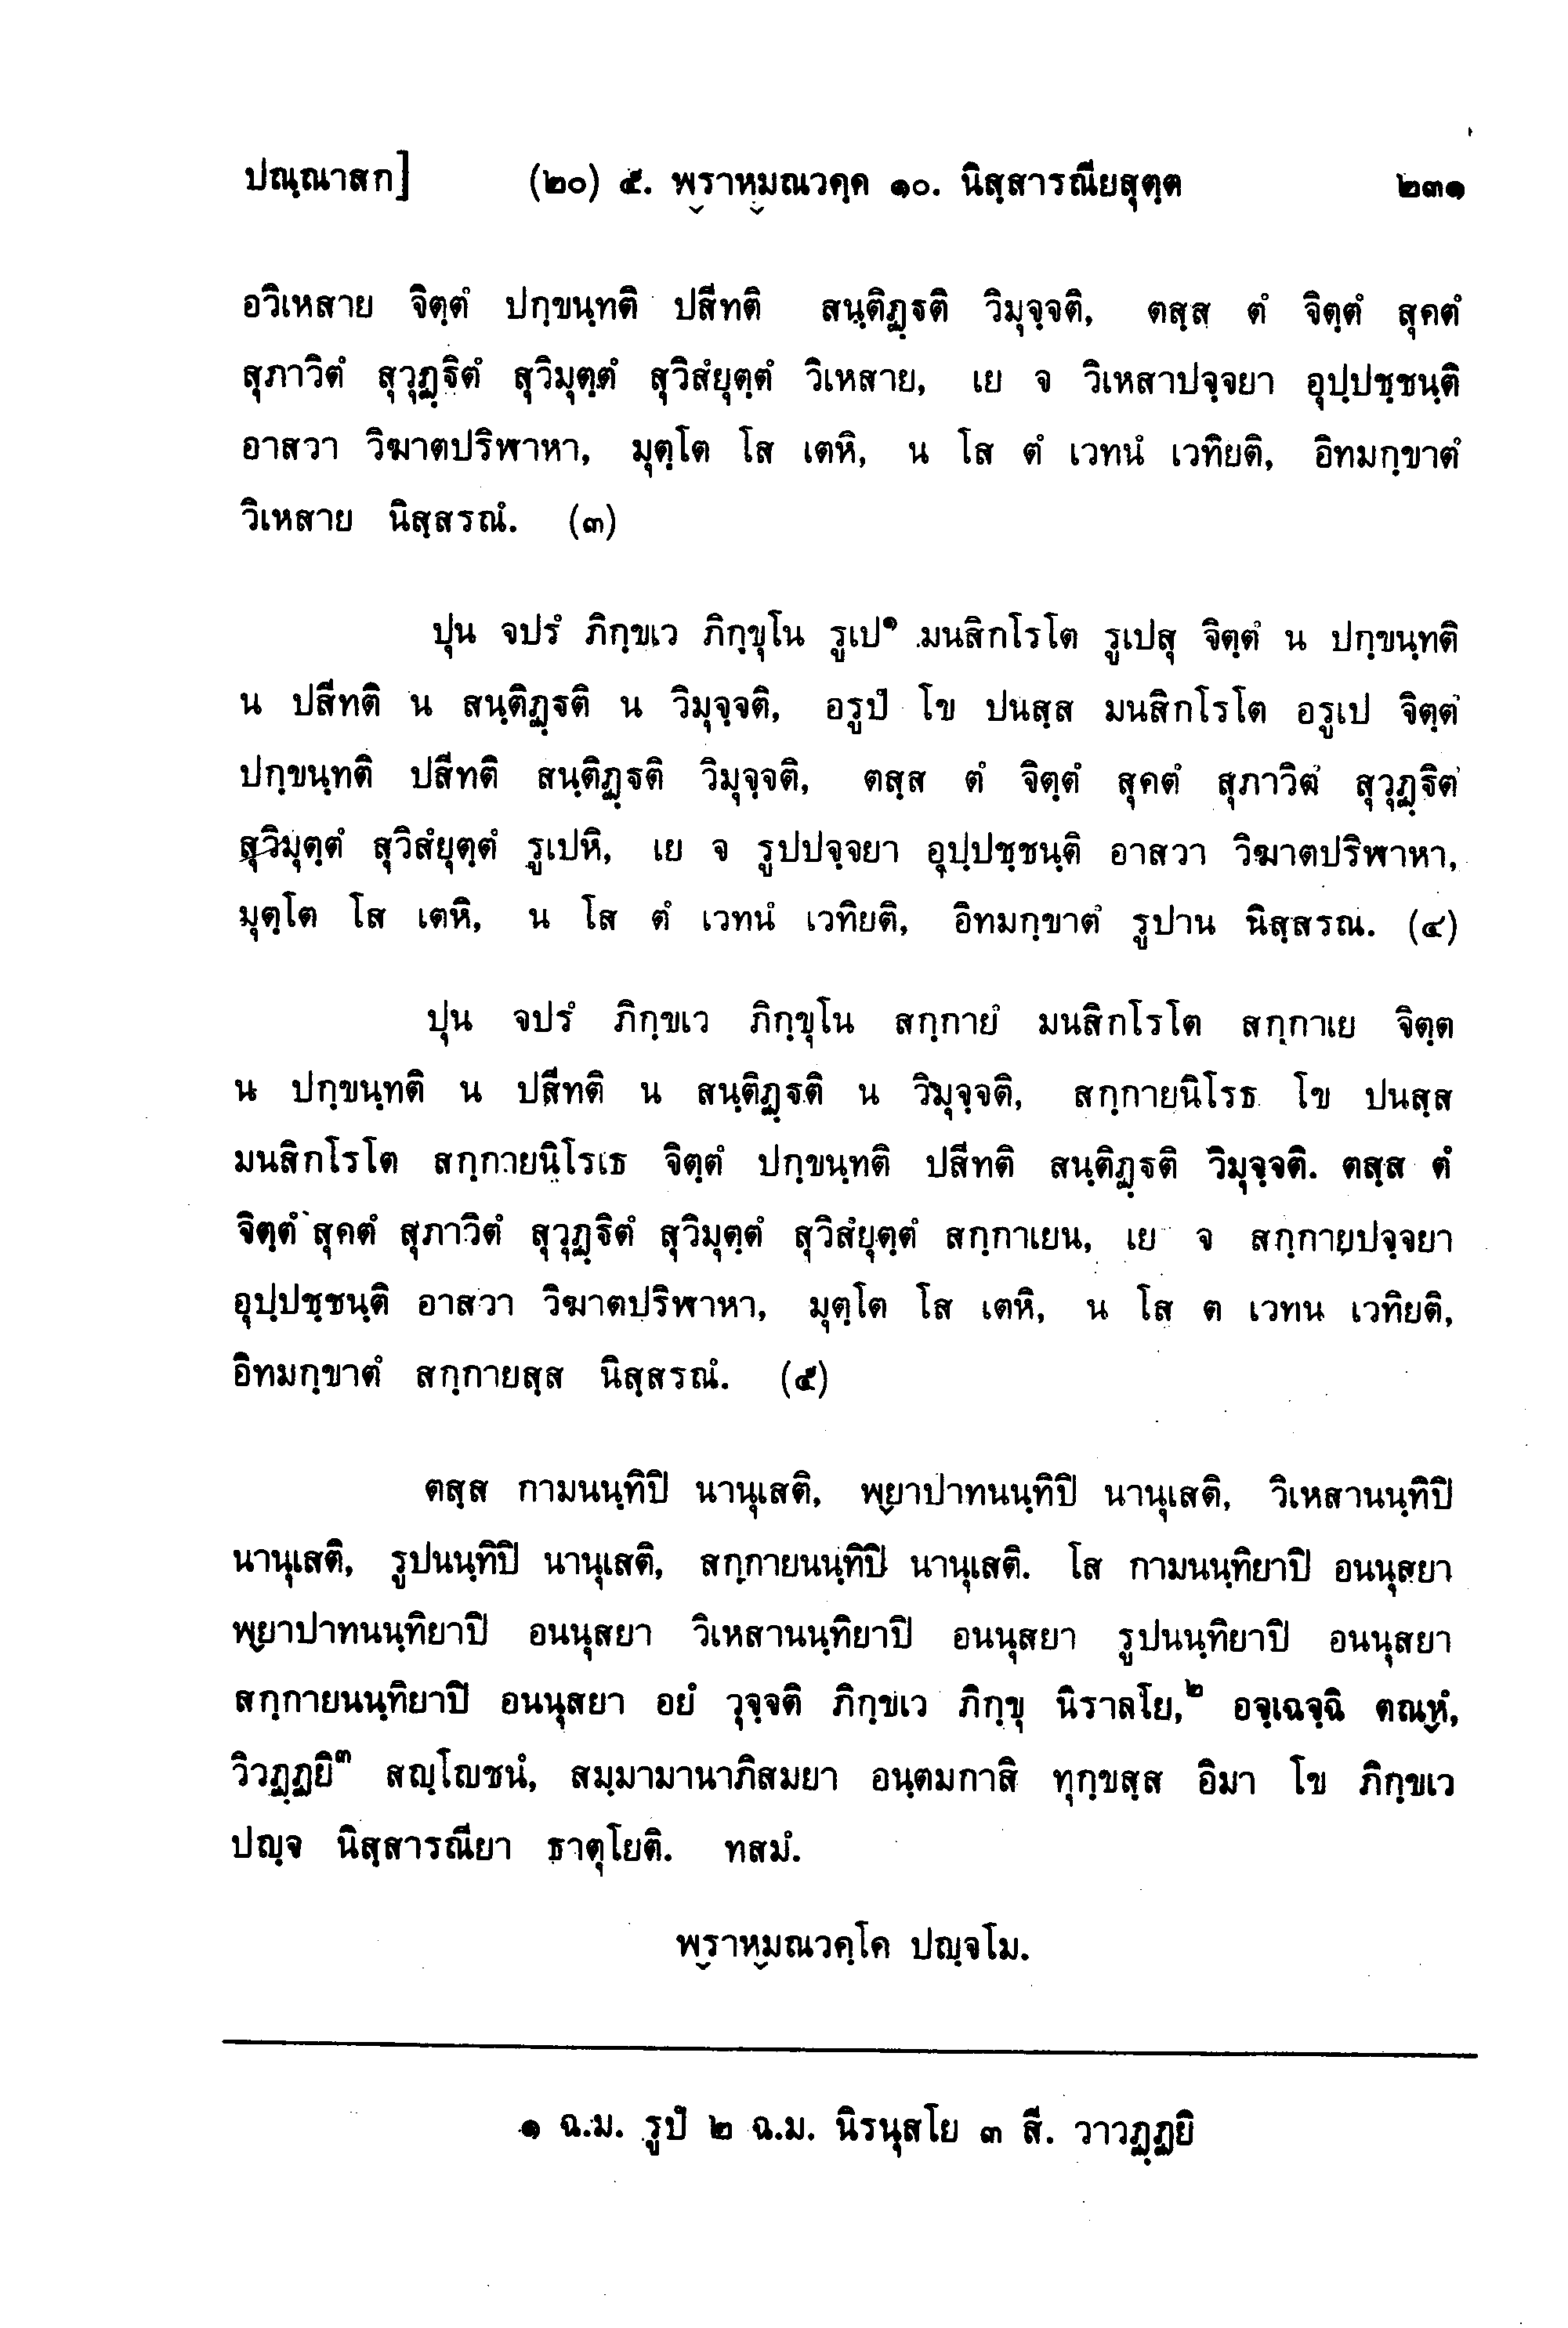 ปณฺณาสก] (๒๐) ๕. พฺราหฺมณวคฺค ๑๐. นิสฺสารณียสุตฺต ๒๓๑
อวิเหสาย จิตฺตํ ปกฺขนฺทติ ปสีทติ สนฺติฏฺฐติ วิมุจฺจติ, ตสฺส ตํ จิตฺตํ สุคตํ
สุภาวิตํ สุวุฏฺฐิตํ สุวิมุตฺตํ สุวิสํยุตฺตํ วิเหสาย, เย จ วิเหสาปจฺจยา อุปฺปชฺชนฺติ
อาสวา วิฆาตปริฬาหา, มุตฺโต โส เตหิ, น โส ตํ เวทนํ เวทิยติ, อิทมกฺขาตํ
วิเหสาย นิสฺสรณํ. (๓)
ปุน จปรํ ภิกฺขเว ภิกฺขุโน รูเป๑ มนสิกโรโต รูเปสุ จิตฺตํ น ปกฺขนฺทติ
น ปสีทติ น สนฺติฏฺฐติ น วิมุจฺจติ, อรูปํ โข ปนสฺส มนสิกโรโต อรูเป จิตฺตํ
ปกฺขนฺทติ ปสีทติ สนฺติฏฺฐติ วิมุจฺจติ, ตสฺส ตํ จิตฺตํ สุคตํ สุภาวิตํ สุวุฏฺฐิตํ
สุวิมุตฺตํ สุวิสํยุตฺตํ รูเปหิ, เย จ รูปปจฺจยา อุปฺปชฺชนฺติ อาสวา วิฆาตปริฬาหา,
มุตฺโต โส เตหิ, น โส ตํ เวทนํ เวทิยติ, อิทมกฺขาตํ รูปาน นิสฺสรณ. (๔)
ปุน จปรํ ภิกฺขเว ภิกฺขุโน สกฺกายํ มนสิกโรโต สกฺกาเย จิตฺต
น ปกฺขนฺทติ น ปสีทติ น สนฺติฏฺฐติ น วิมุจฺจติ, สกฺกายนิโรธ โข ปนสฺส
มนสิกโรโต สกฺกายนิโรเธ จิตฺตํ ปกฺขนฺทติ ปสีทติ สนฺติฏฺฐติ วิมุจฺจติ. ตสฺส ตํ
จิตฺตํ สุคตํ สุภาวิตํ สุวุฏฺฐิตํ สุวิมุตฺตํ สุวิสํยุตฺตํ สกฺกาเยน, เย จ สกฺกายปจฺจยา
อุปฺปชฺชนฺติ อาสวา วิฆาตปริฬาหา, มุตฺโต โส เตหิ, น โส ต เวทน เวทิยติ,
อิทมกฺขาตํ สกฺกายสฺส นิสฺสรณํ. (๕)
ตสฺส กามนนฺทิปิ นานุเสติ, พฺยาปาทนนฺทิปิ นานุเสติ, วิเหสานนฺทิปิ
นานุเสติ, รูปนนฺทิปิ นานุเสติ, สกฺกายนนฺทิปิ นานุเสติ. โส กามนนฺทิยาปิ อนนุสยา
พฺยาปาทนนฺทิยาปิ อนนุสยา วิเหสานนฺทิยาปิ อนนุสยา รูปนนฺทิยาปิ อนนุสยา
สกฺกายนนฺทิยาปิ อนนุสยา อยํ วุจฺจติ ภิกฺขเว ภิกฺขุ นิราลโย,๒ อจฺเฉจฺฉิ ตณฺหํ,
วิวฏฺฏยิ๓ สญฺโญชนํ, สมฺมามานาภิสมยา อนฺตมกาสิ ทุกฺขสฺส อิมา โข ภิกฺขเว
ปญฺจ นิสฺสารณียา ธาตุโยติ. ทสมํ.
พฺราหฺมณวคฺโค ปญฺจโม.
๑ ฉ.ม. รูปํ ๒ ฉ.ม. นิรนุสโย ๓ สี. วาวฏฺฏยิ